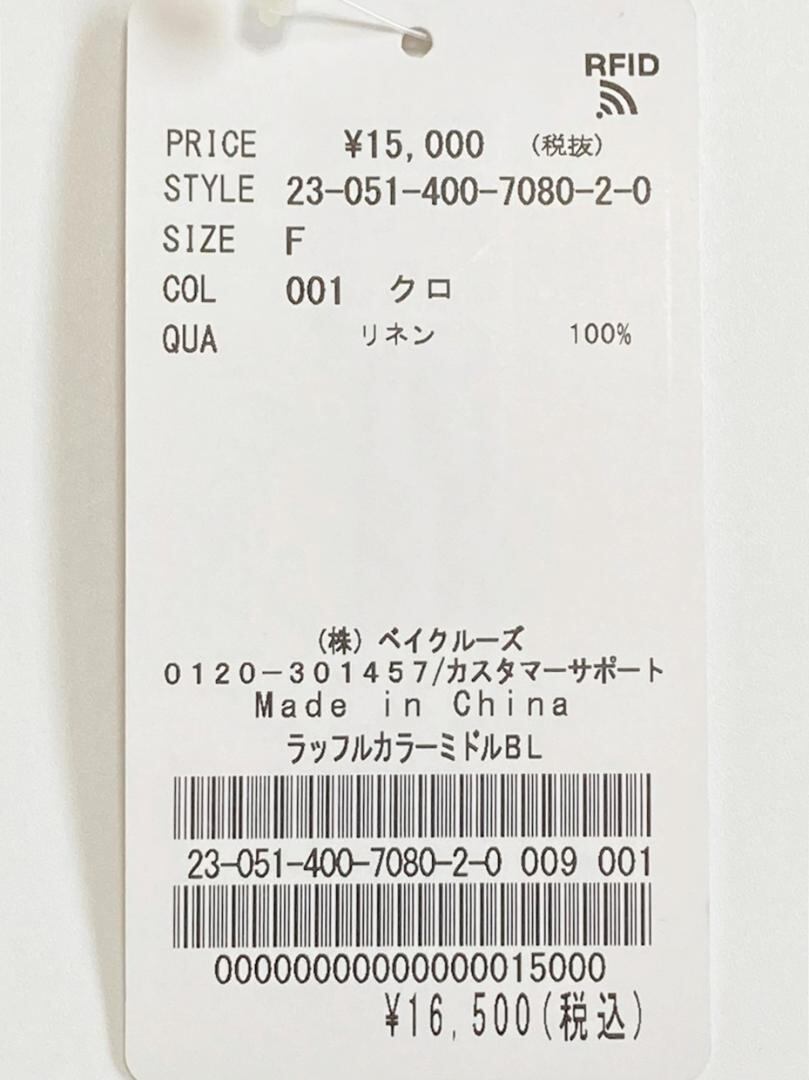 RFID
PRICE ¥15,000 (税抜)
STYLE 23-051-400-7080-2-0
SIZE F
COL 001 クロ
QUA リネン 100%
(株)ベイクルーズ
0120-301457/カスタマーサポート
Made in China
ラッフルカラーミドルBL
23-051-400-7080-2-0 009 001
00000000000000015000
¥16,500(税込)